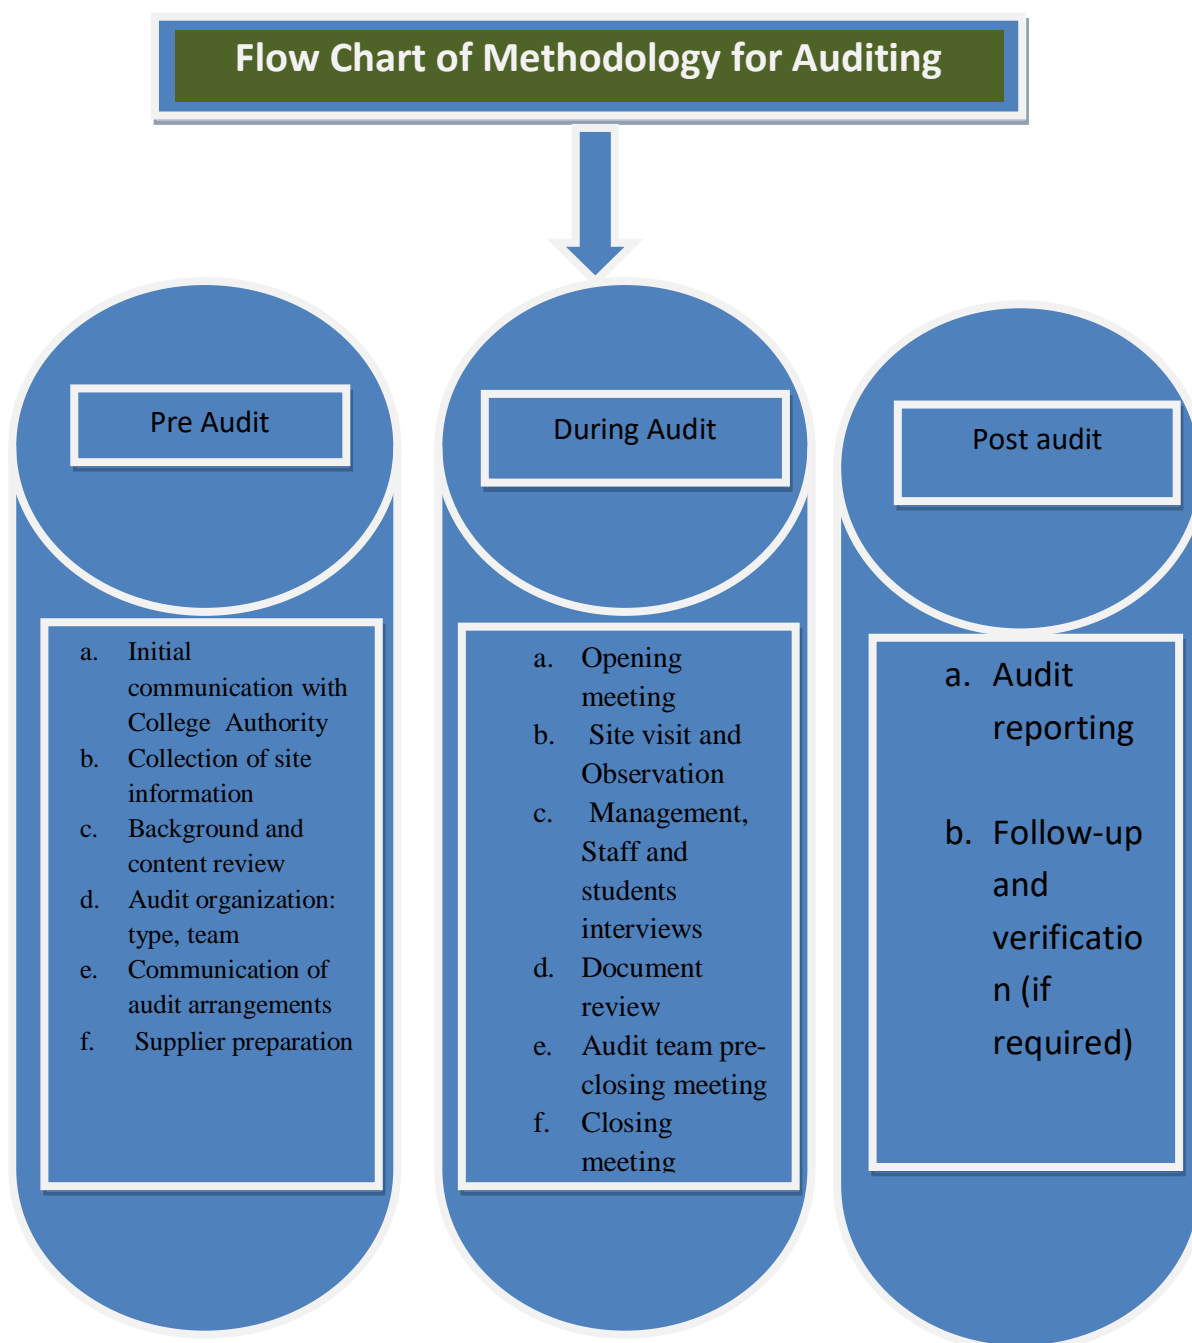 Flow Chart of Methodology for Auditing
Pre Audit
a. Initial
communication with
College Authority
b. Collection of site
information
c. Background and
content review
d. Audit organization:
type, team
e. Communication of
audit arrangements
f. Supplier preparation
During Audit
a. Opening
meeting
b. Site visit and
Observation
c. Management,
Staff and
students
interviews
d. Document
review
e. Audit team pre-
closing meeting
f. Closing
meeting
Post audit
a. Audit
reporting
b. Follow-up
and
verificatio
n (if
required)